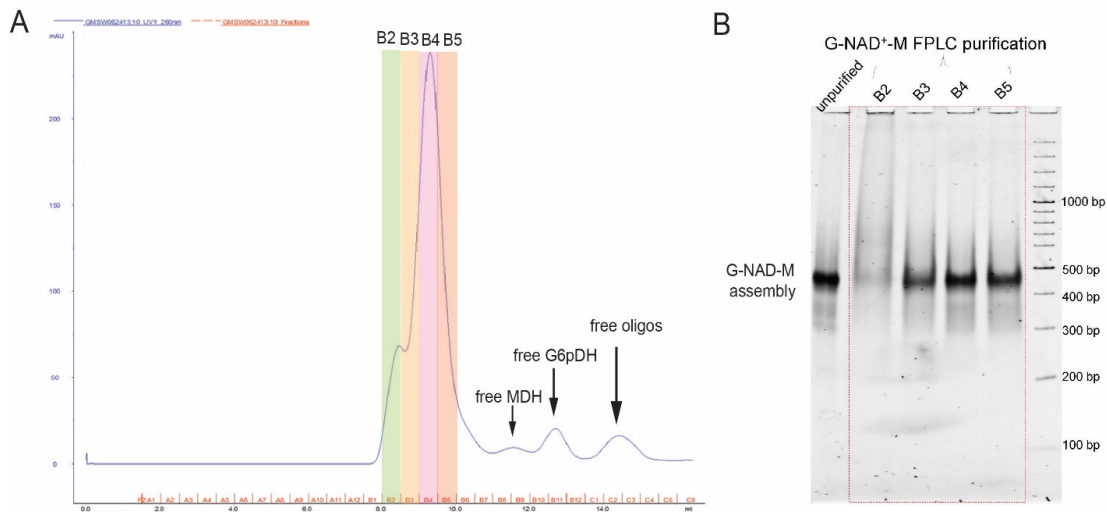 A
GMSW062413:10_UV1_280nm
GMSW062413:10_Fractions
mAU
B2 B3 B4 B5
200
150
100
50
0
free MDH
free G6pDH
free oligos
A1 A2 A3 A4 A5 A6 A7 A8 A9 A10 A11 A12 B1 B2 B3 B4 B5 B6 B7 B8 B9 B10 B11 B12 C1 C2 C3 C4 C5 C6
0.0 2.0 4.0 6.0 8.0 10.0 12.0 14.0 ml
B
G-NAD⁺-M FPLC purification
unpurified B2 B3 B4 B5
1000 bp
500 bp
G-NAD-M
assembly
400 bp
300 bp
200 bp
100 bp